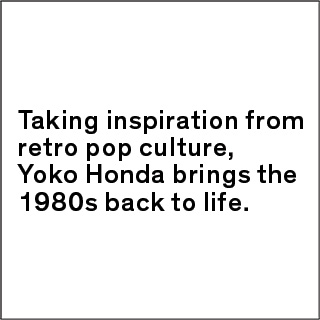 Taking inspiration from
retro pop culture,
Yoko Honda brings the
1980s back to life.